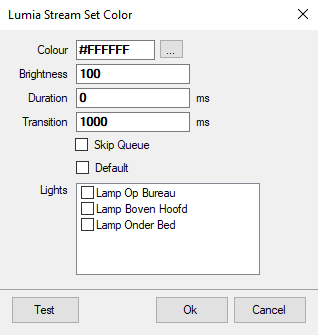 Lumia Stream Set Color
Colour #FFFFFF ...
Brightness 100
Duration 0 ms
Transition 1000 ms
Skip Queue
Default
Lights Lamp Op Bureau
Lamp Boven Hoofd
Lamp Onder Bed
Test Ok Cancel